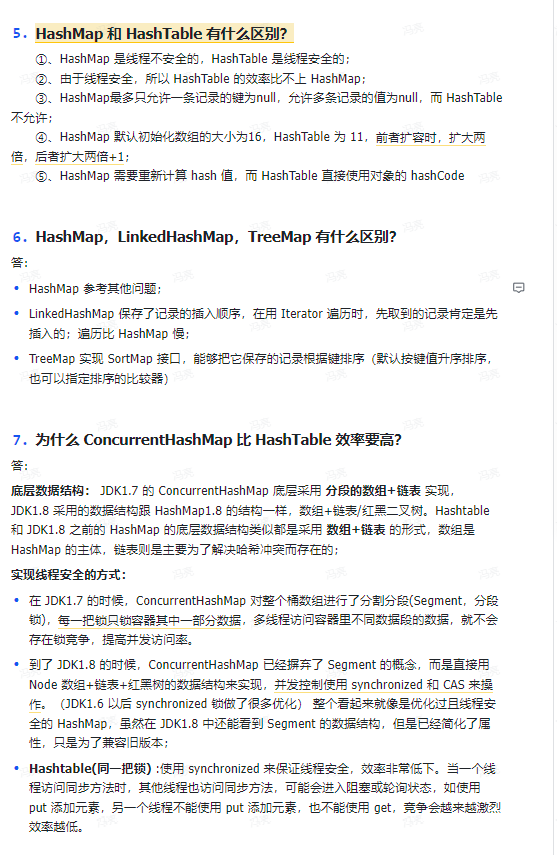 5. HashMap 和 HashTable 有什么区别？
①、HashMap 是线程不安全的，HashTable 是线程安全的；
②、由于线程安全，所以 HashTable 的效率比不上 HashMap；
③、HashMap最多只允许一条记录的键为null，允许多条记录的值为null，而 HashTable
不允许；
④、HashMap 默认初始化数组的大小为16，HashTable 为 11，前者扩容时，扩大两
倍，后者扩大两倍+1；
⑤、HashMap 需要重新计算 hash 值，而 HashTable 直接使用对象的 hashCode
6. HashMap，LinkedHashMap，TreeMap 有什么区别？
答：
• HashMap 参考其他问题；
• LinkedHashMap 保存了记录的插入顺序，在用 Iterator 遍历时，先取到的记录肯定是先
插入的；遍历比 HashMap 慢；
• TreeMap 实现 SortMap 接口，能够把它保存的记录根据键排序（默认按键值升序排序，
也可以指定排序的比较器）
7. 为什么 ConcurrentHashMap 比 HashTable 效率要高？
答：
底层数据结构： JDK1.7 的 ConcurrentHashMap 底层采用 分段的数组+链表 实现，
JDK1.8 采用的数据结构跟 HashMap1.8 的结构一样，数组+链表/红黑二叉树。Hashtable
和 JDK1.8 之前的 HashMap 的底层数据结构类似都是采用 数组+链表 的形式，数组是
HashMap 的主体，链表则是主要为了解决哈希冲突而存在的；
实现线程安全的方式：
• 在 JDK1.7 的时候，ConcurrentHashMap 对整个桶数组进行了分割分段(Segment，分段
锁)，每一把锁只锁容器其中一部分数据，多线程访问容器里不同数据段的数据，就不会
存在锁竞争，提高并发访问率。
• 到了 JDK1.8 的时候，ConcurrentHashMap 已经摒弃了 Segment 的概念，而是直接用
Node 数组+链表+红黑树的数据结构来实现，并发控制使用 synchronized 和 CAS 来操
作。（JDK1.6 以后 synchronized 锁做了很多优化） 整个看起来就像是优化过且线程安
全的 HashMap，虽然在 JDK1.8 中还能看到 Segment 的数据结构，但是已经简化了属
性，只是为了兼容旧版本；
• Hashtable(同一把锁) :使用 synchronized 来保证线程安全，效率非常低下。当一个线
程访问同步方法时，其他线程也访问同步方法，可能会进入阻塞或轮询状态，如使用
put 添加元素，另一个线程不能使用 put 添加元素，也不能使用 get，竞争会越来越激烈
效率越低。